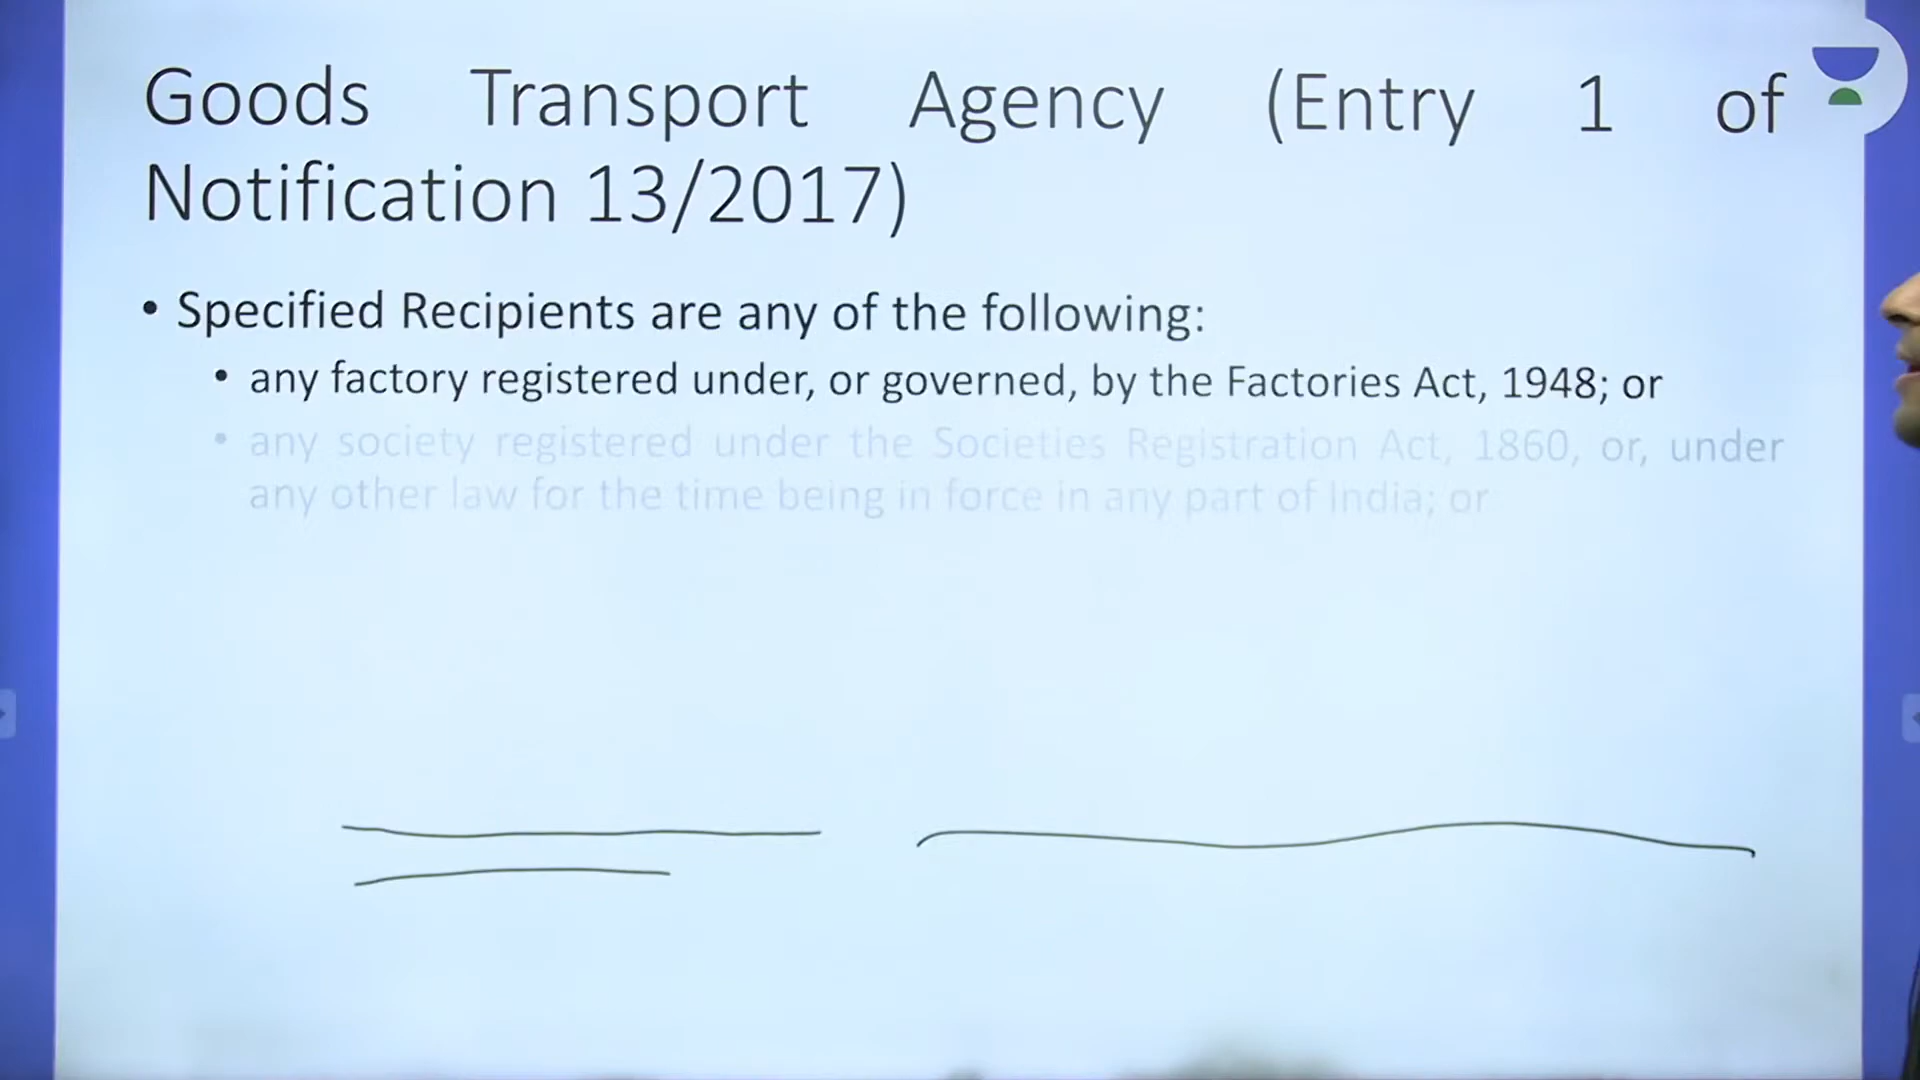 Goods Transport Agency (Entry 1 of
Notification 13/2017)
• Specified Recipients are any of the following:
• any factory registered under, or governed, by the Factories Act, 1948; or
• any society registered under the Societies Registration Act, 1860, or, under
any other law for the time being in force in any part of India; or